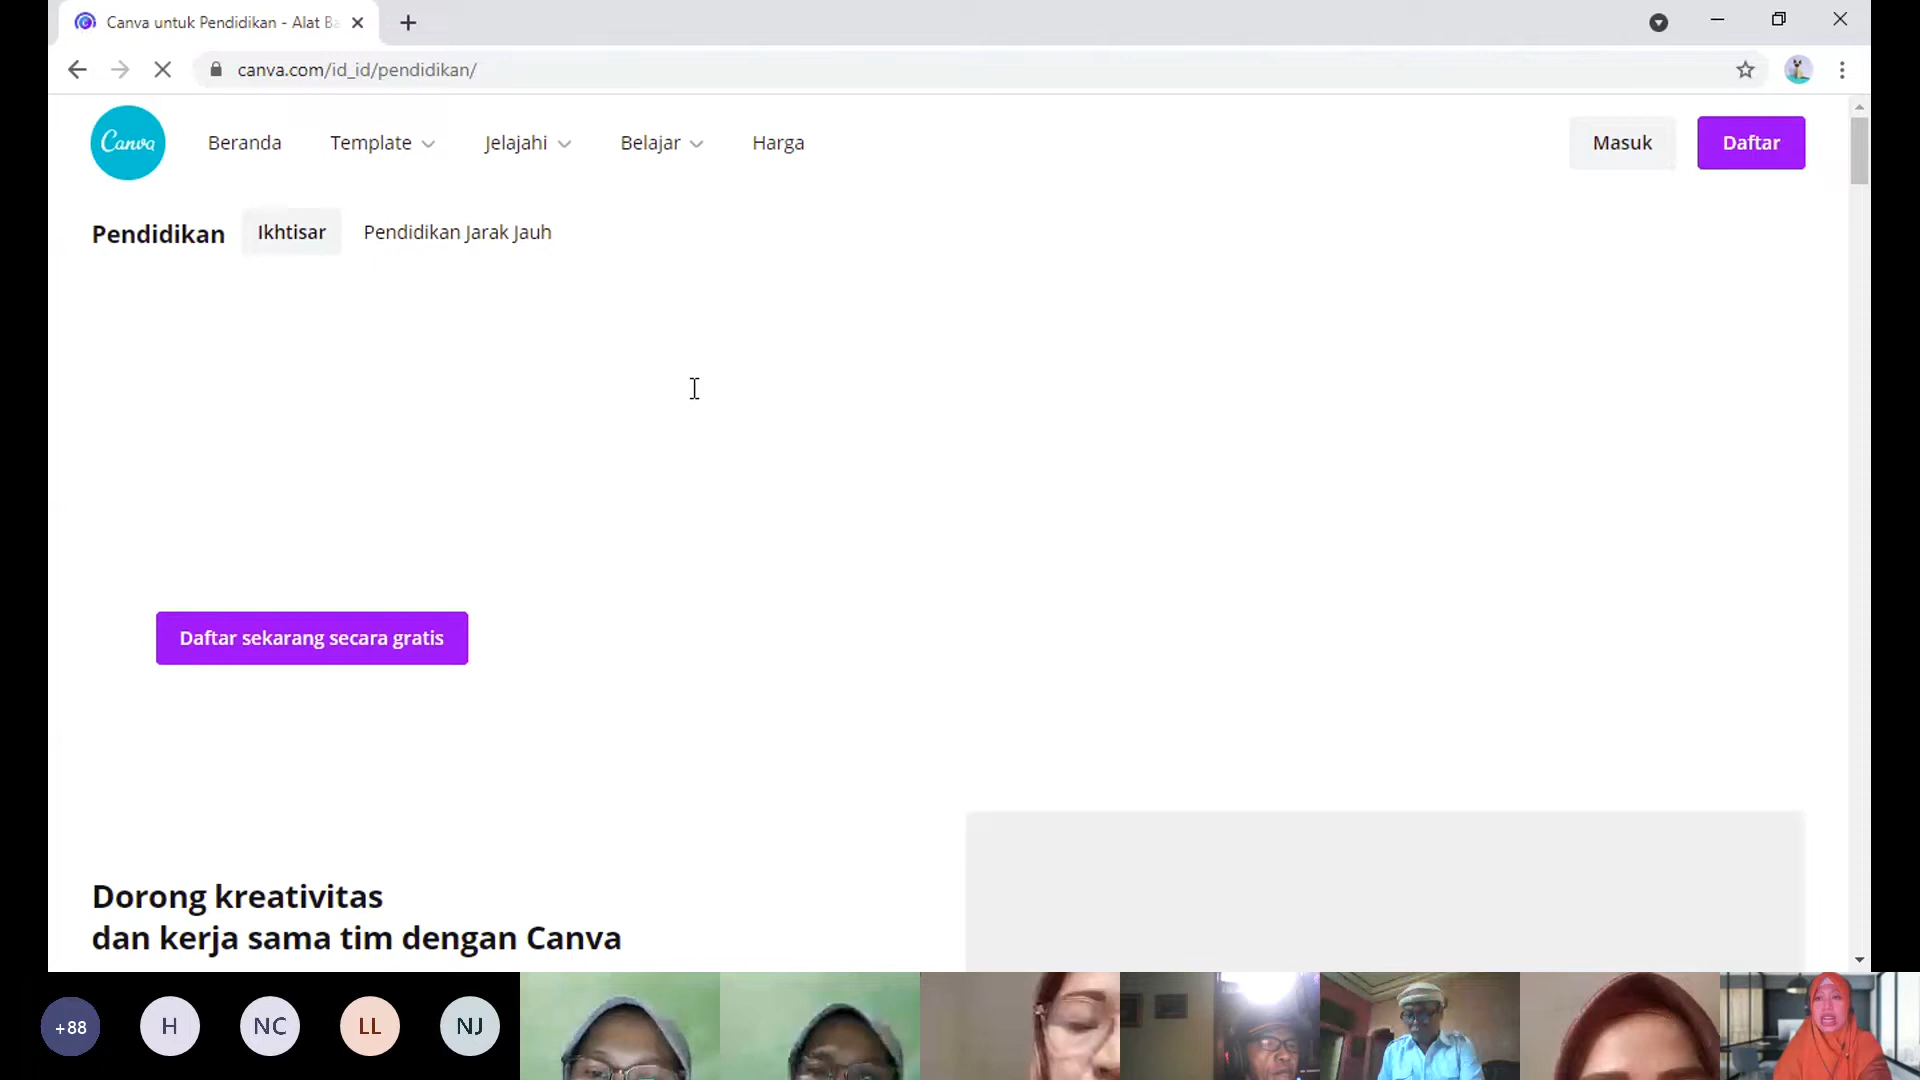 Canva untuk Pendidikan - Alat Ba
canva.com/id_id/pendidikan/
Canva
Beranda
Template
Jelajahi
Belajar
Harga
Masuk
Daftar
Pendidikan
Ikhtisar
Pendidikan Jarak Jauh
Daftar sekarang secara gratis
Dorong kreativitas
dan kerja sama tim dengan Canva
+88
H
NC
LL
NJ